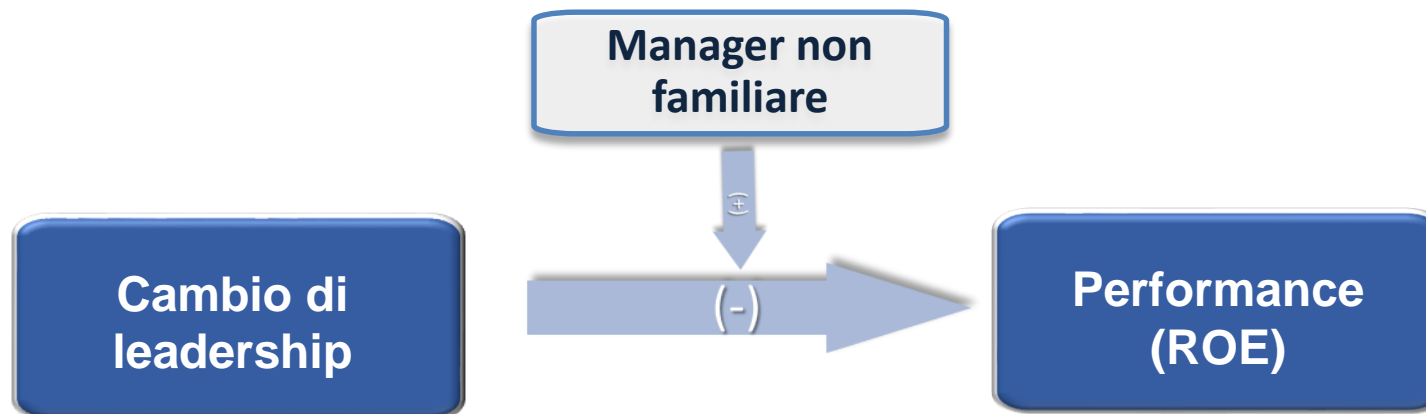 Manager non
familiare
(+)
Cambio di
leadership
(-)
Performance
(ROE)